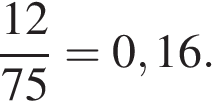 12/75 = 0,16.